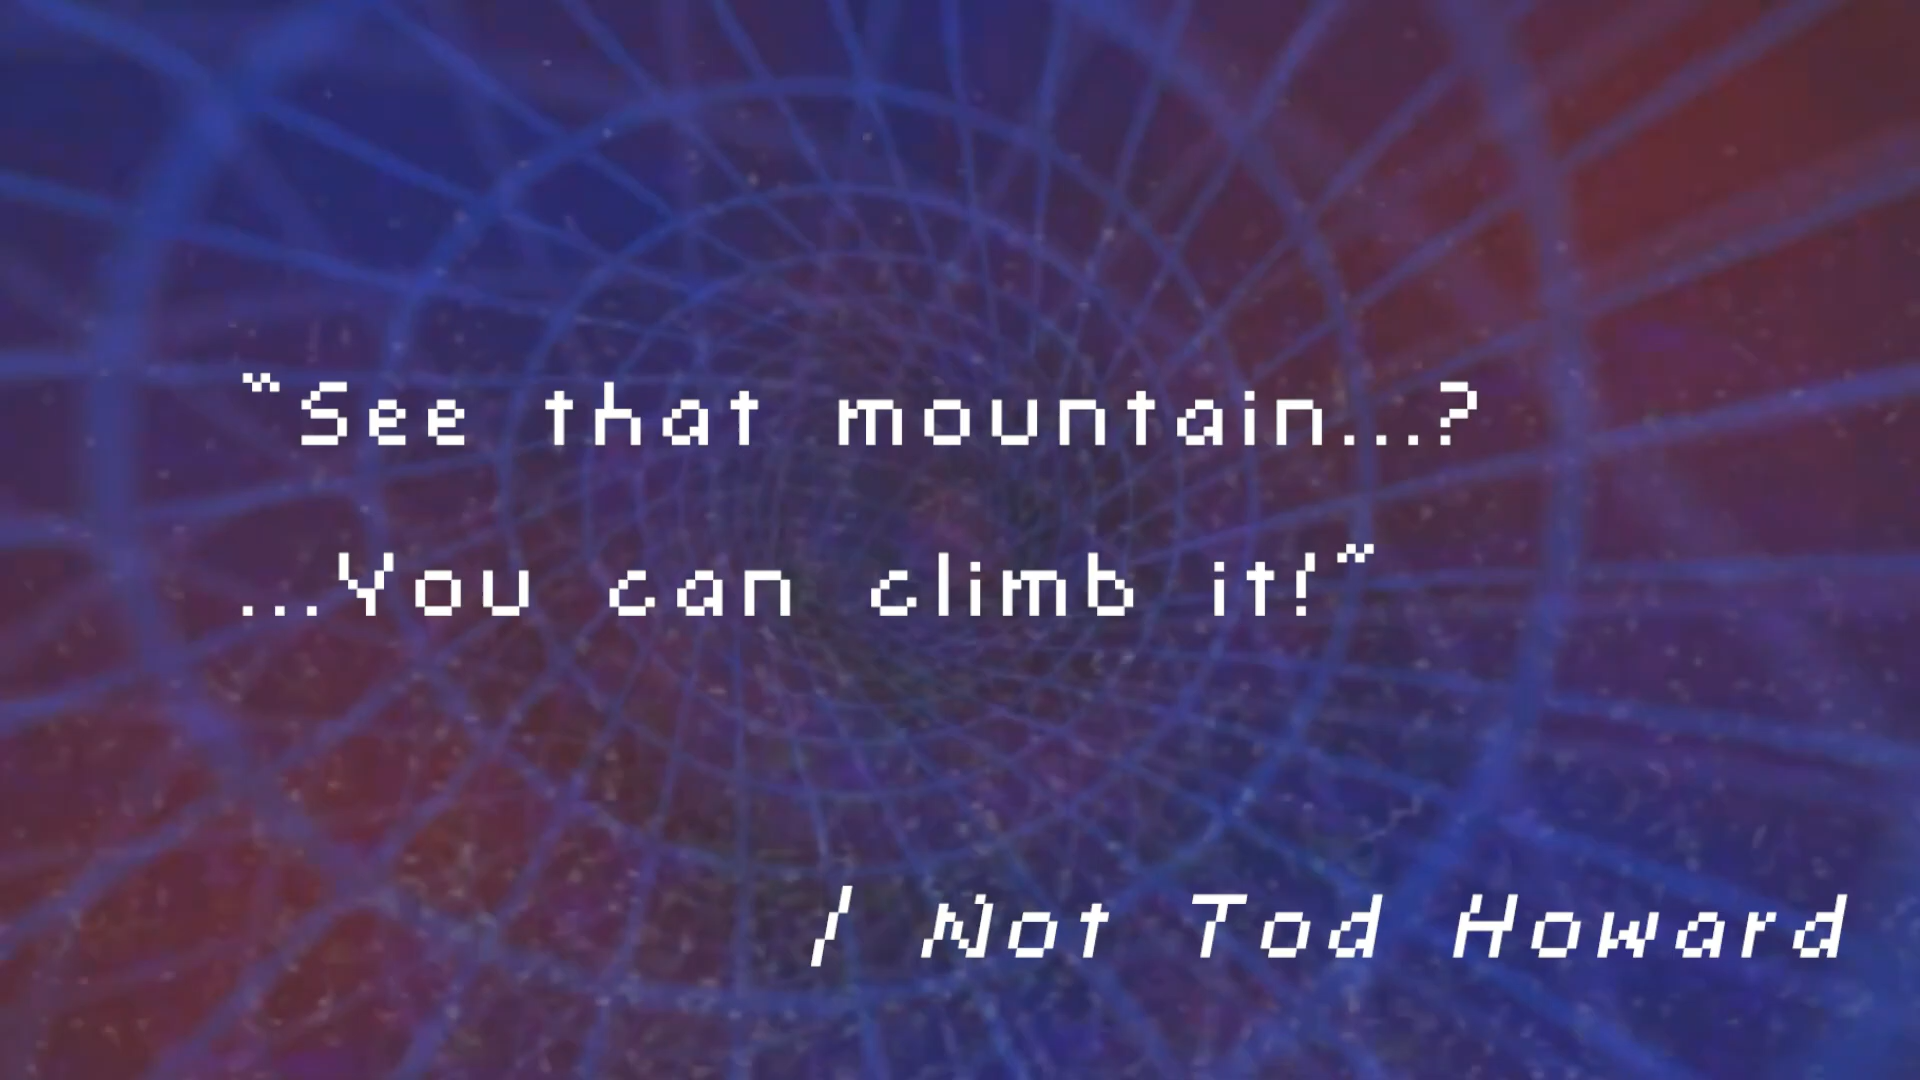 "See that mountain...?
...You can climb it!"
/ Not Tod Howard